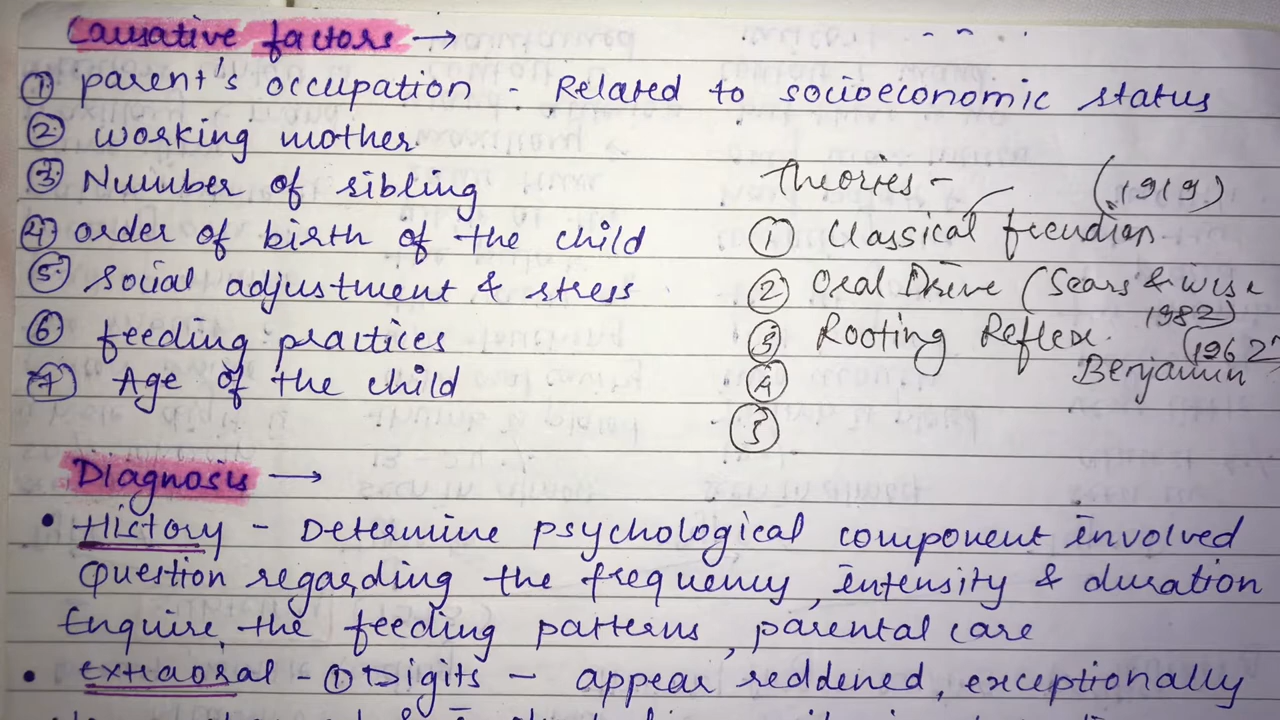 Causative factors →
① parent's occupation - Related to socioeconomic status
② working mother.
③ Number of sibling
④ order of birth of the child
⑤ social adjustment & stress
⑥ feeding practices
⑦ Age of the child
Theories - (1919)
① Classical freudian
② Oral Drive (Sears & wise
1982)
③ Rooting Reflex.
(1962)
Benjamin
④
⑤
Diagnosis →
• History - Determine psychological component involved
question regarding the frequency, intensity & duration
Enquire the feeding patterns, parental care
• extraoral - ① Digits - appear reddened, exceptionally